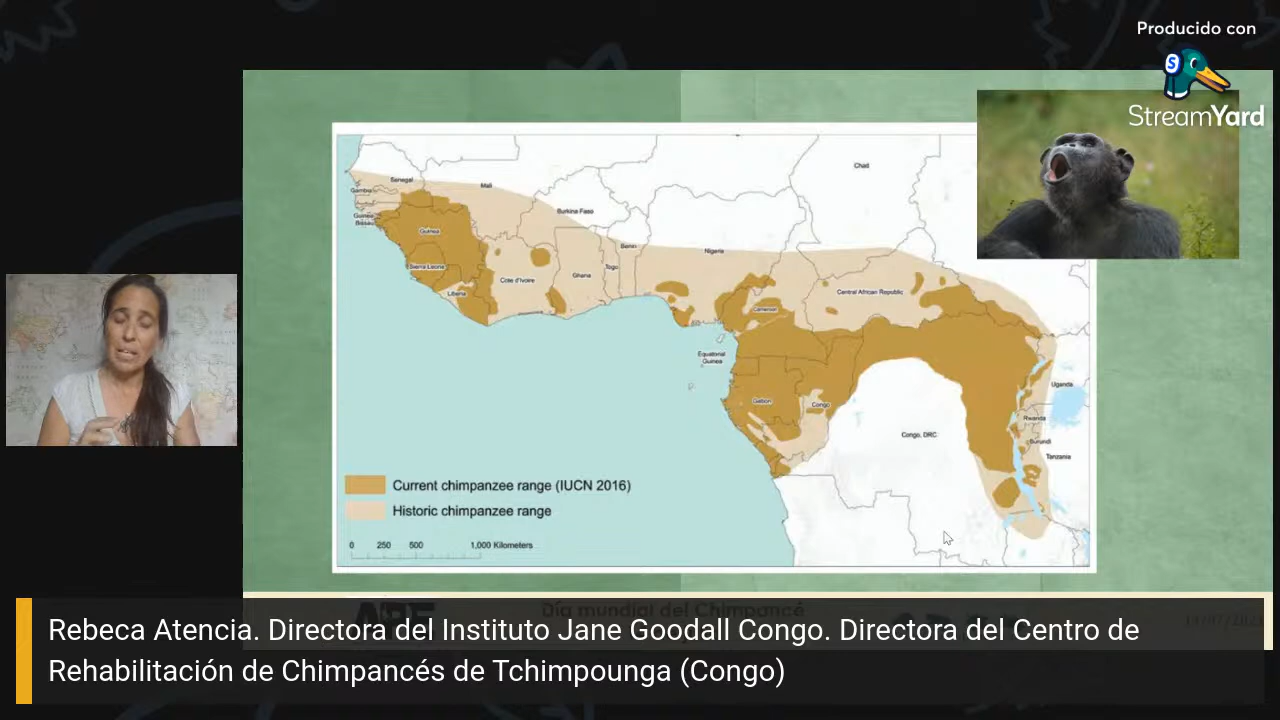 Producido con
StreamYard
Chad
Senegal
Mali
Gambia
Guinea
Bissau
Burkina Faso
Guinea
Benin
Nigeria
Sierra Leone
Cote d'Ivoire
Ghana
Togo
Liberia
Central African Republic
Cameroon
Equatorial
Guinea
Uganda
Gabon
Congo
Rwanda
Congo, DRC
Burundi
Tanzania
Current chimpanzee range (IUCN 2016)
Historic chimpanzee range
0 250 500 1,000 Kilometers
Día mundial del Chimpancé
Rebeca Atencia. Directora del Instituto Jane Goodall Congo. Directora del Centro de
Rehabilitación de Chimpancés de Tchimpounga (Congo)